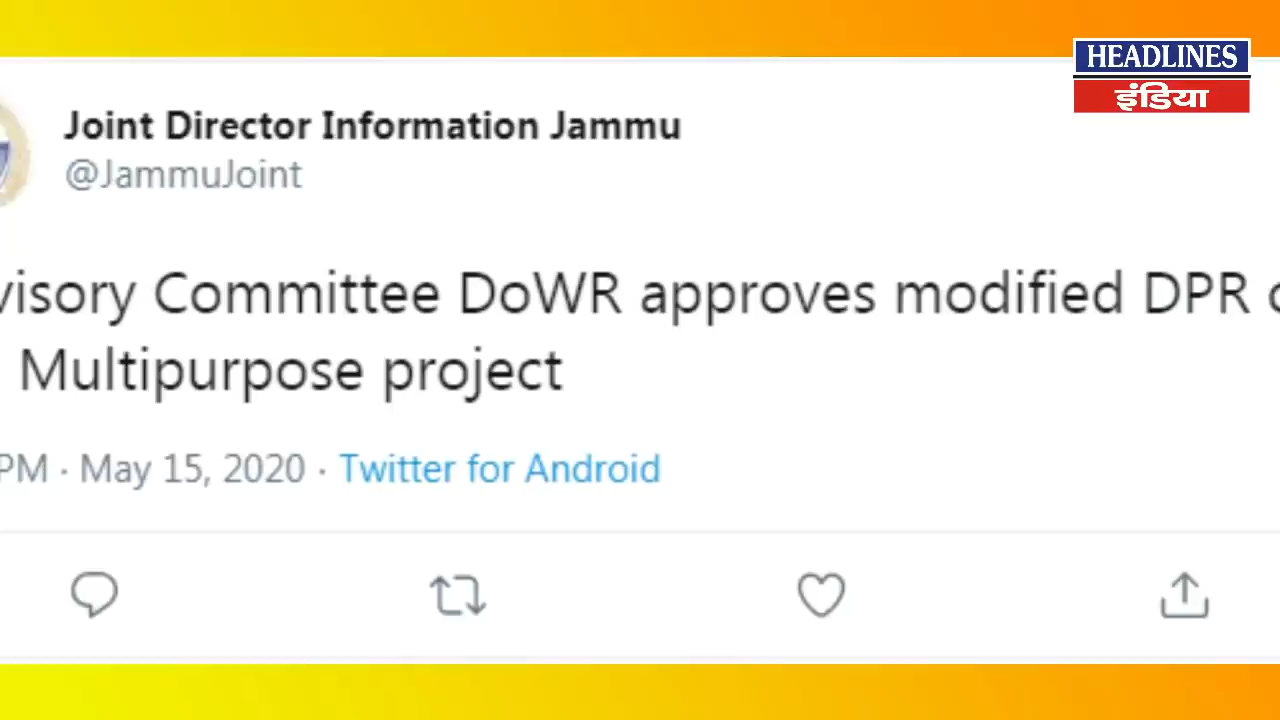 HEADLINES
इंडिया
Joint Director Information Jammu
@JammuJoint
Committee DoWR approves modified DPR
Multipurpose project
PM · May 15, 2020 · Twitter for Android